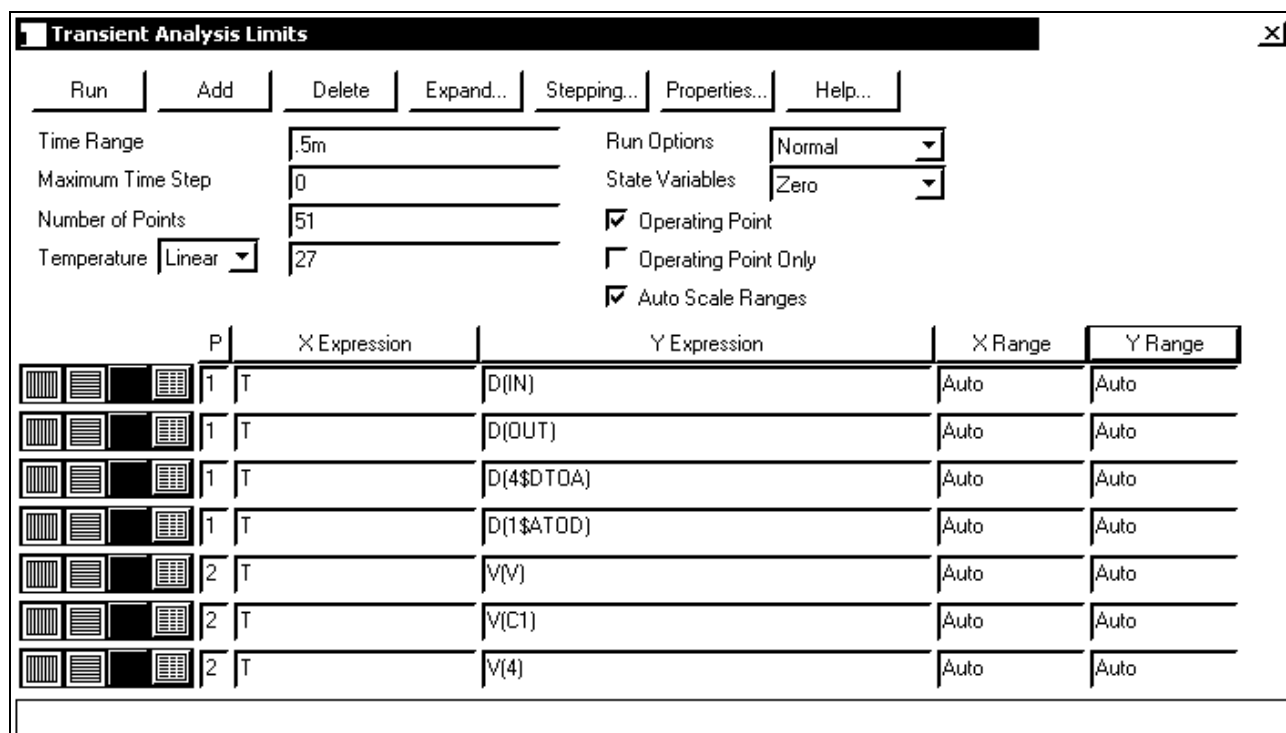 Transient Analysis Limits
Run Add Delete Expand... Stepping... Properties... Help...
Time Range .5m Run Options Normal
Maximum Time Step 0 State Variables Zero
Number of Points 51 Operating Point
Temperature Linear 27 Operating Point Only
Auto Scale Ranges
P X Expression Y Expression X Range Y Range
1 T D(IN) Auto Auto
1 T D(OUT) Auto Auto
1 T D(4$DTOA) Auto Auto
1 T D(1$ATOD) Auto Auto
2 T V(V) Auto Auto
2 T V(C1) Auto Auto
2 T V(4) Auto Auto